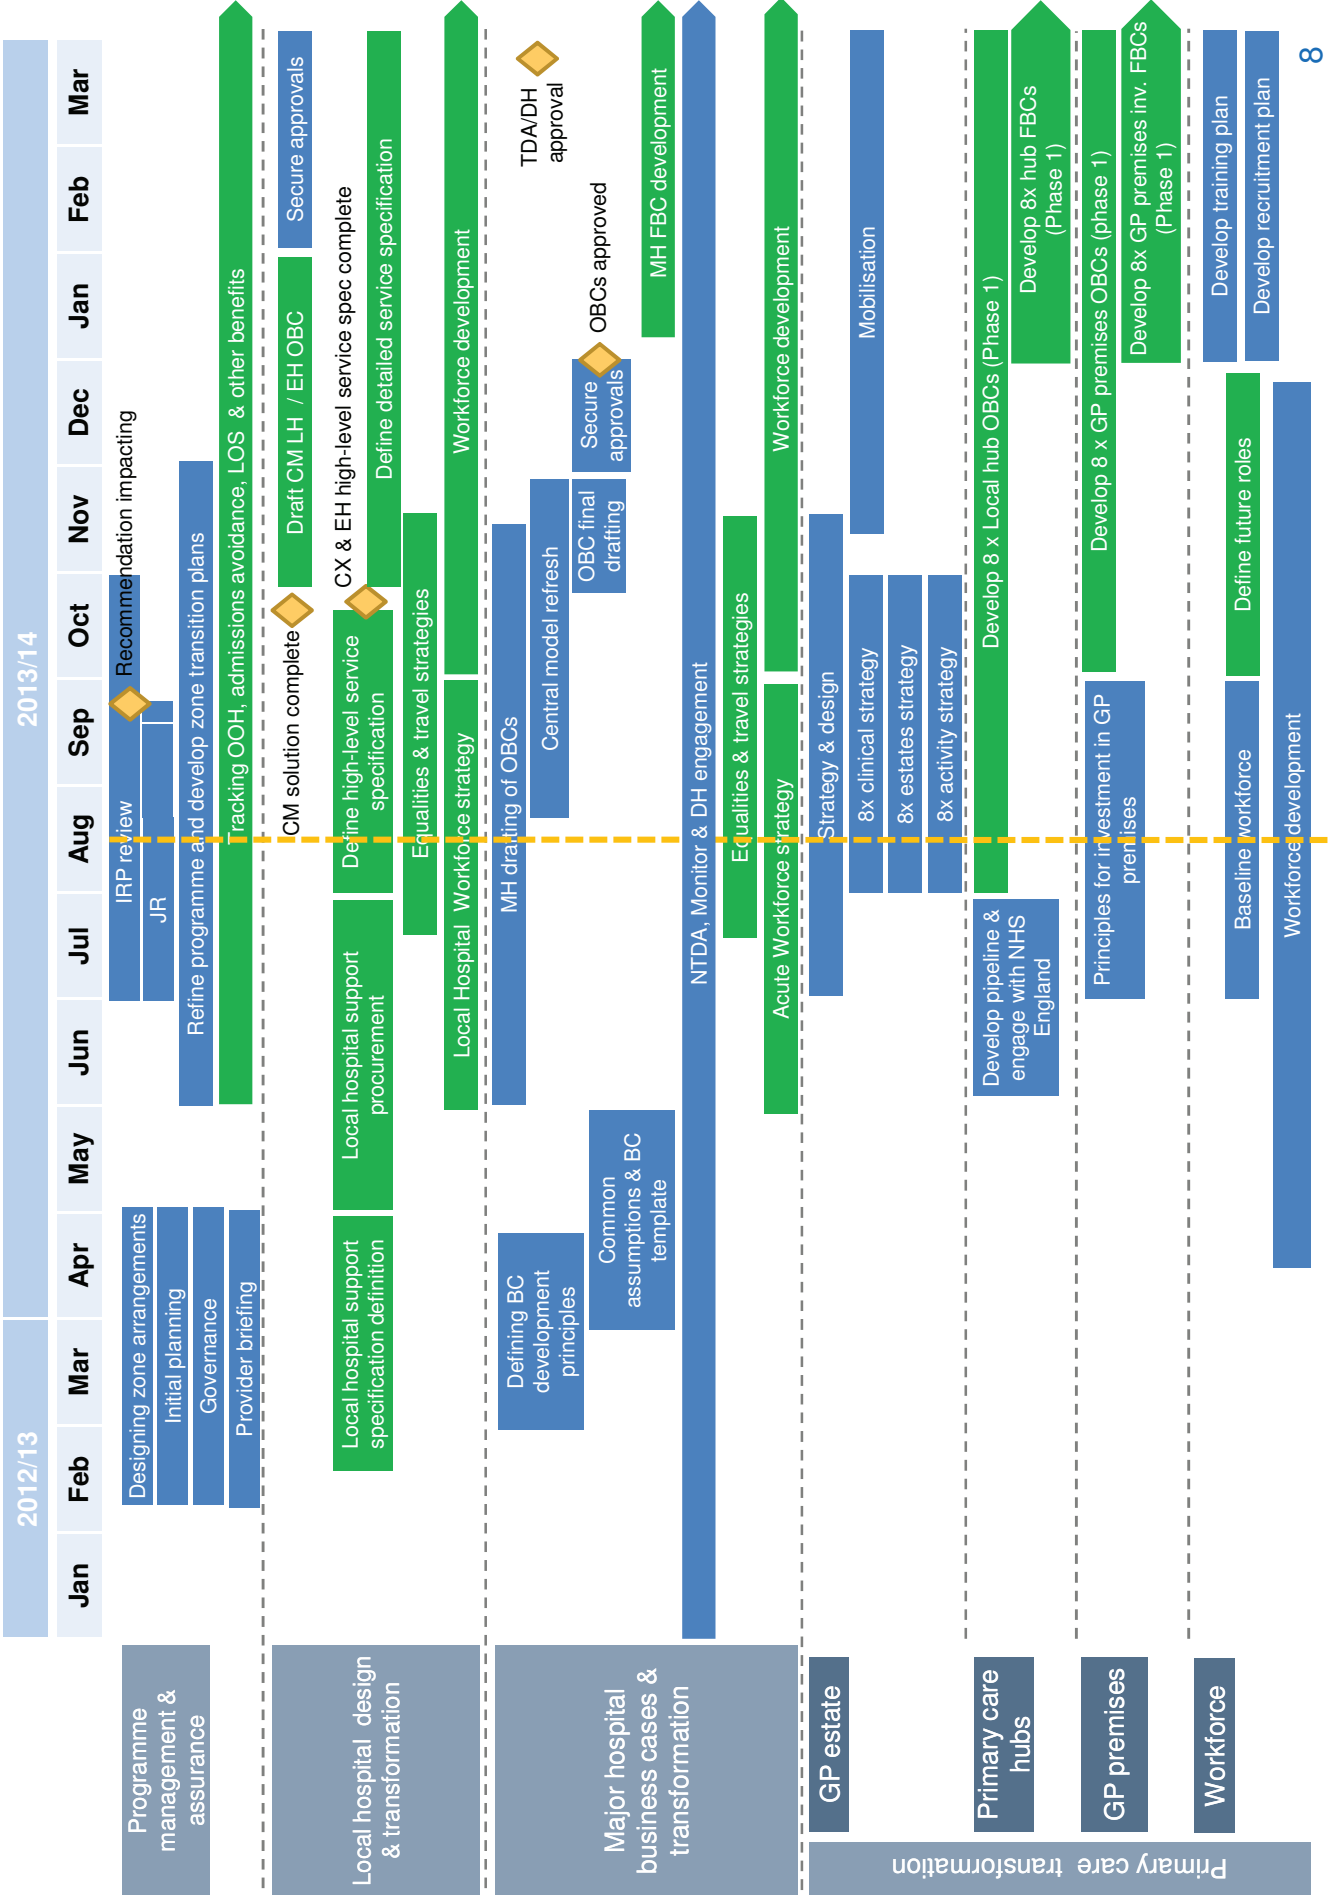 2012/13
2013/14
Jan
Feb
Mar
Apr
May
Jun
Jul
Aug
Sep
Oct
Nov
Dec
Jan
Feb
Mar
Programme
management &
assurance
Designing zone arrangements
Initial planning
Governance
Provider briefing
IRP review
Recommendation impacting
JR
Refine programme and develop zone transition plans
Tracking OOH, admissions avoidance, LOS & other benefits
Local hospital design
& transformation
CM solution complete
Draft CM LH / EH OBC
Secure approvals
Local hospital support
specification definition
Local hospital support
procurement
Define high-level service
specification
CX & EH high-level service spec complete
Define detailed service specification
Equalities & travel strategies
Local Hospital Workforce strategy
Workforce development
Major hospital
business cases &
transformation
Defining BC
development
principles
Common
assumptions & BC
template
MH drafting of OBCs
Central model refresh
OBC final
drafting
Secure
approvals
OBCs approved
TDA/DH
approval
MH FBC development
NTDA, Monitor & DH engagement
Equalities & travel strategies
Acute Workforce strategy
Workforce development
Primary care transformation
GP estate
Strategy & design
8x clinical strategy
8x estates strategy
8x activity strategy
Mobilisation
Primary care
hubs
Develop pipeline &
engage with NHS
England
Develop 8 x Local hub OBCs (Phase 1)
Develop 8x hub FBCs
(Phase 1)
GP premises
Principles for investment in GP
premises
Develop 8 x GP premises OBCs (phase 1)
Develop 8x GP premises inv. FBCs
(Phase 1)
Workforce
Baseline workforce
Define future roles
Develop training plan
Develop recruitment plan
Workforce development
8